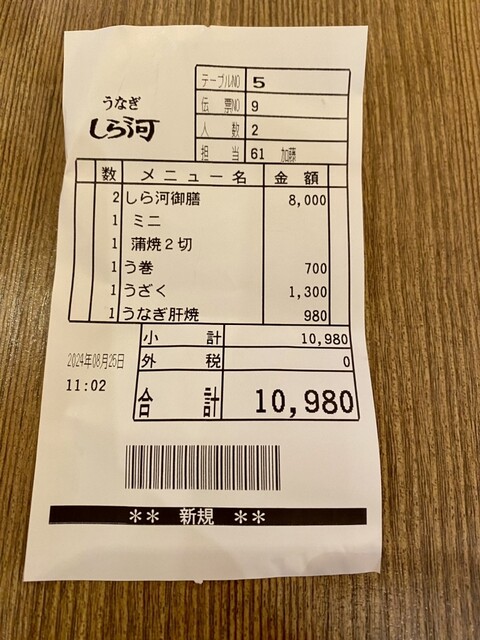 うなぎ
しら河
テーブルNO 5
伝票NO 9
人数 2
担当 61 加藤
数 メニュー名 金額
2 しら河御膳 8,000
1 ミニ
1 蒲焼2切
1 う巻 700
1 うざく 1,300
1 うなぎ肝焼 980
小計 10,980
外税 0
2024年08月25日
11:02
合計 10,980
** 新規 **